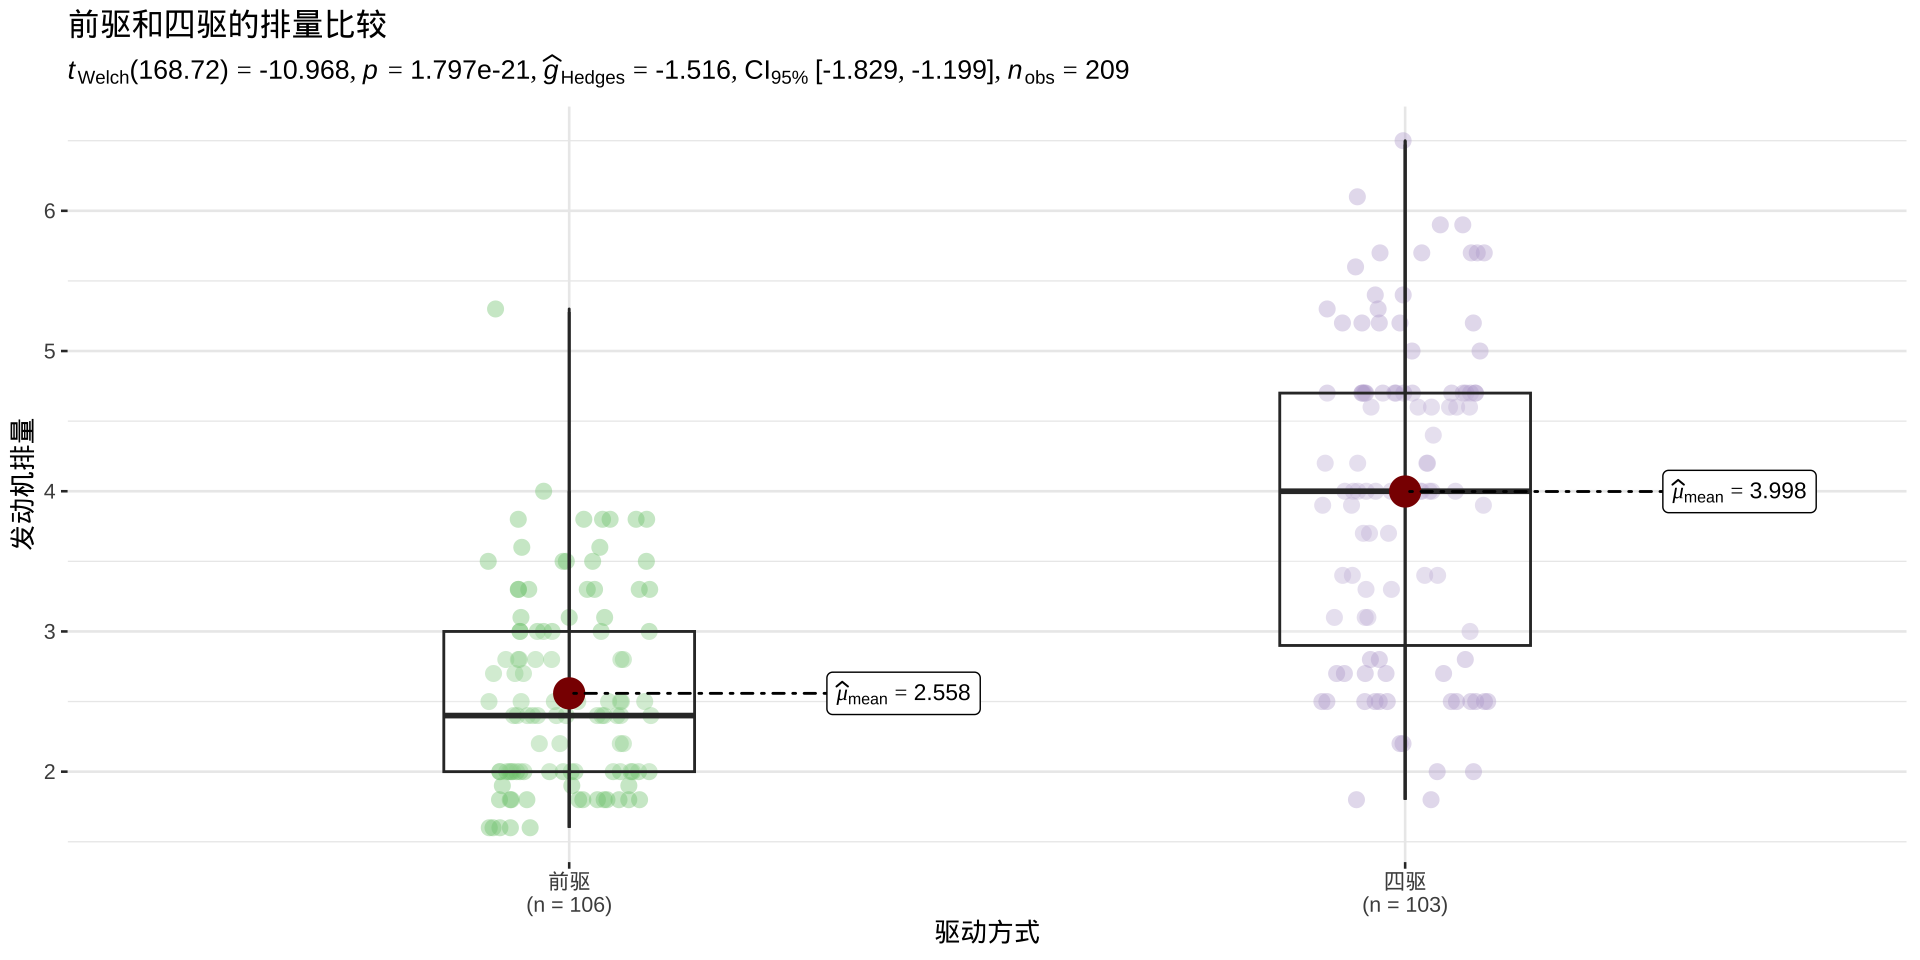 前驱和四驱的排量比较
tWelch(168.72) = -10.968, p = 1.797e-21, ĝHedges = -1.516, CI95% [-1.829, -1.199], nobs = 209
发动机排量
6
5
4
3
2
μ̂mean = 3.998
μ̂mean = 2.558
前驱
(n = 106)
四驱
(n = 103)
驱动方式